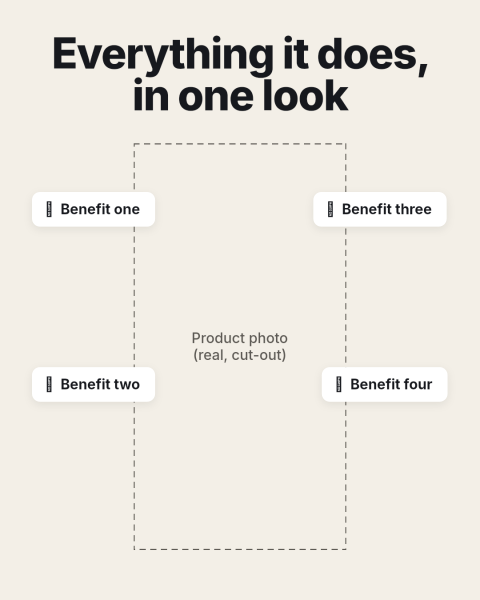 Everything it does,
in one look
Benefit one
Benefit three
Product photo
(real, cut-out)
Benefit two
Benefit four